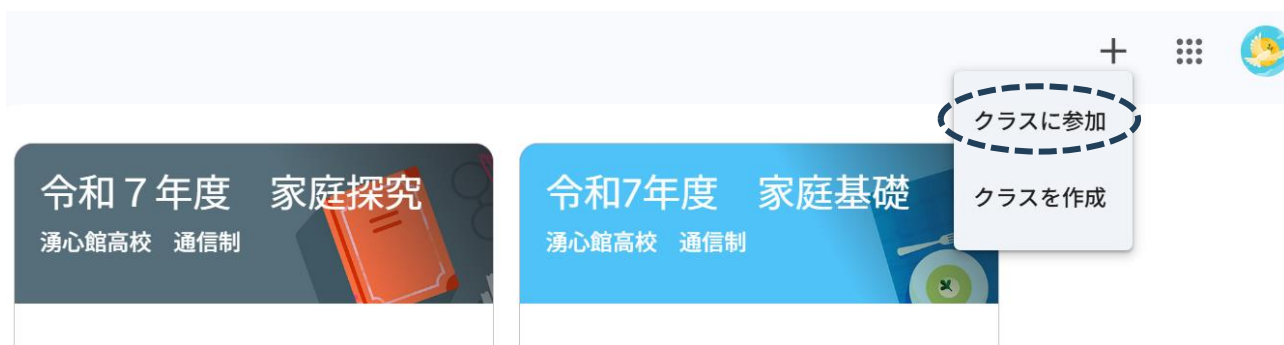 クラスに参加
クラスを作成
令和７年度　家庭探究
湧心館高校　通信制
令和7年度　家庭基礎
湧心館高校　通信制